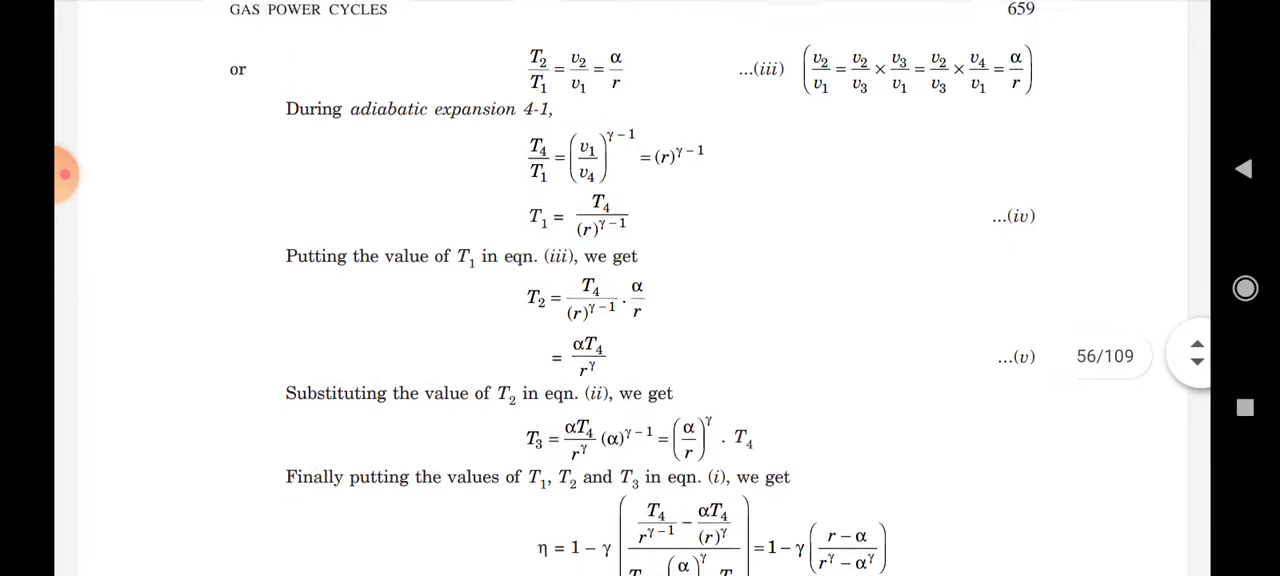 GAS POWER CYCLES 659
or T₂/T₁ = v₂/v₁ = α/r ...(iii) (v₂/v₁ = v₂/v₃ × v₃/v₁ = v₂/v₃ × v₄/v₁ = α/r)
During adiabatic expansion 4-1,
T₄/T₁ = (v₁/v₄)^(γ – 1) = (r)^(γ – 1)
T₁ = T₄/(r)^(γ – 1) ...(iv)
Putting the value of T₁ in eqn. (iii), we get
T₂ = T₄/(r)^(γ – 1) . α/r
= αT₄/r^γ ...(v) 56/109
Substituting the value of T₂ in eqn. (ii), we get
T₃ = αT₄/r^γ (α)^(γ – 1) = (α/r)^γ . T₄
Finally putting the values of T₁, T₂ and T₃ in eqn. (i), we get
η = 1 – γ ( T₄/r^(γ – 1) – αT₄/(r)^γ / (α )^γ ) = 1 – γ ( r – α / r^γ – α^γ )